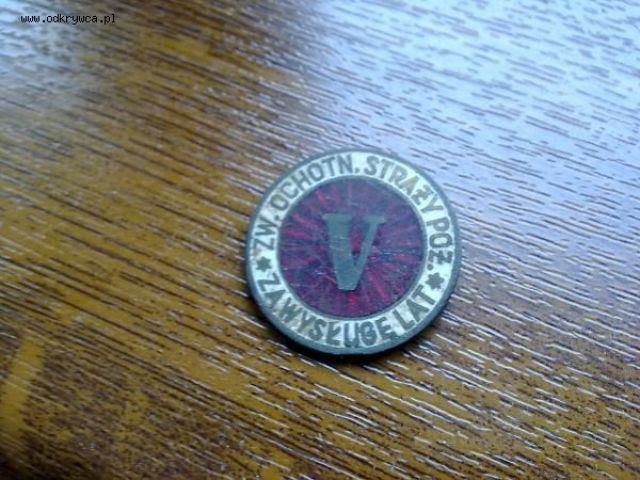 www.odkrywca.pl
ZW. OCHOTN. STRAŻY POŻ.
V
* ZA WYSŁUGĘ LAT *